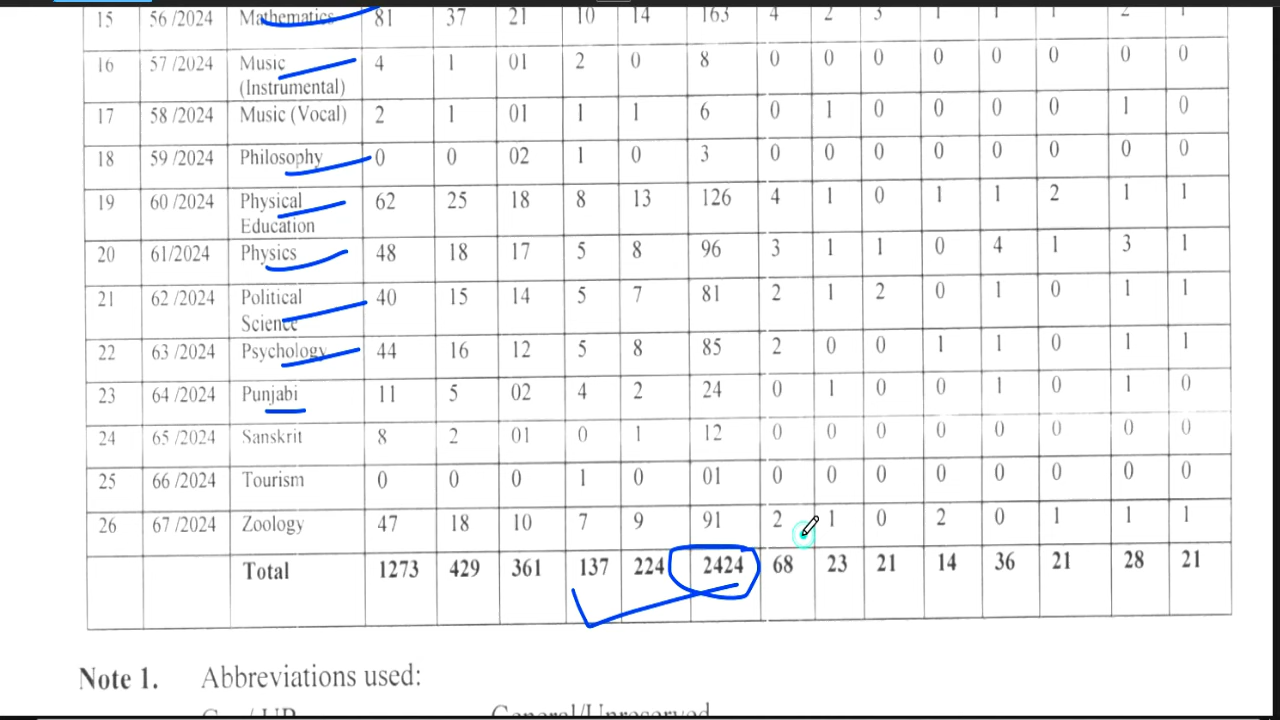 15 56/2024 Mathematics 81 37 21 10 14 163 4 2 3 1 1 1 2 1
16 57 /2024 Music 4 1 01 2 0 8 0 0 0 0 0 0 0 0
(Instrumental)
17 58 /2024 Music (Vocal) 2 1 01 1 1 6 0 1 0 0 0 0 1 0
18 59 /2024 Philosophy 0 0 02 1 0 3 0 0 0 0 0 0 0 0
19 60 /2024 Physical 62 25 18 8 13 126 4 1 0 1 1 2 1 1
Education
20 61/2024 Physics 48 18 17 5 8 96 3 1 1 0 4 1 3 1
21 62 /2024 Political 40 15 14 5 7 81 2 1 2 0 1 0 1 1
Science
22 63 /2024 Psychology 44 16 12 5 8 85 2 0 0 1 1 0 1 1
23 64 /2024 Punjabi 11 5 02 4 2 24 0 1 0 0 1 0 1 0
24 65 /2024 Sanskrit 8 2 01 0 1 12 0 0 0 0 0 0 0 0
25 66 /2024 Tourism 0 0 0 1 0 01 0 0 0 0 0 0 0 0
26 67 /2024 Zoology 47 18 10 7 9 91 2 1 0 2 0 1 1 1
Total 1273 429 361 137 224 2424 68 23 21 14 36 21 28 21
Note 1. Abbreviations used:
General/Unreserved